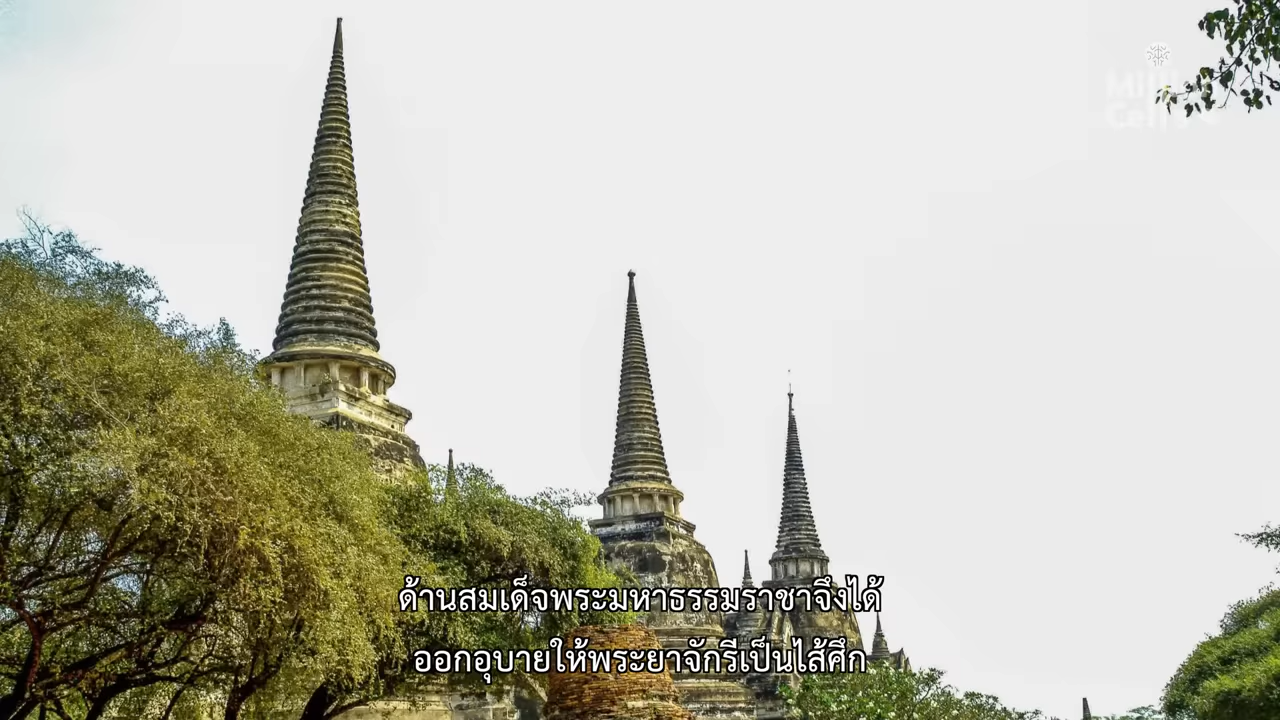 ด้านสมเด็จพระมหาธรรมราชาจึงได้
ออกอุบายให้พระยาจักรีเป็นไส้ศึก